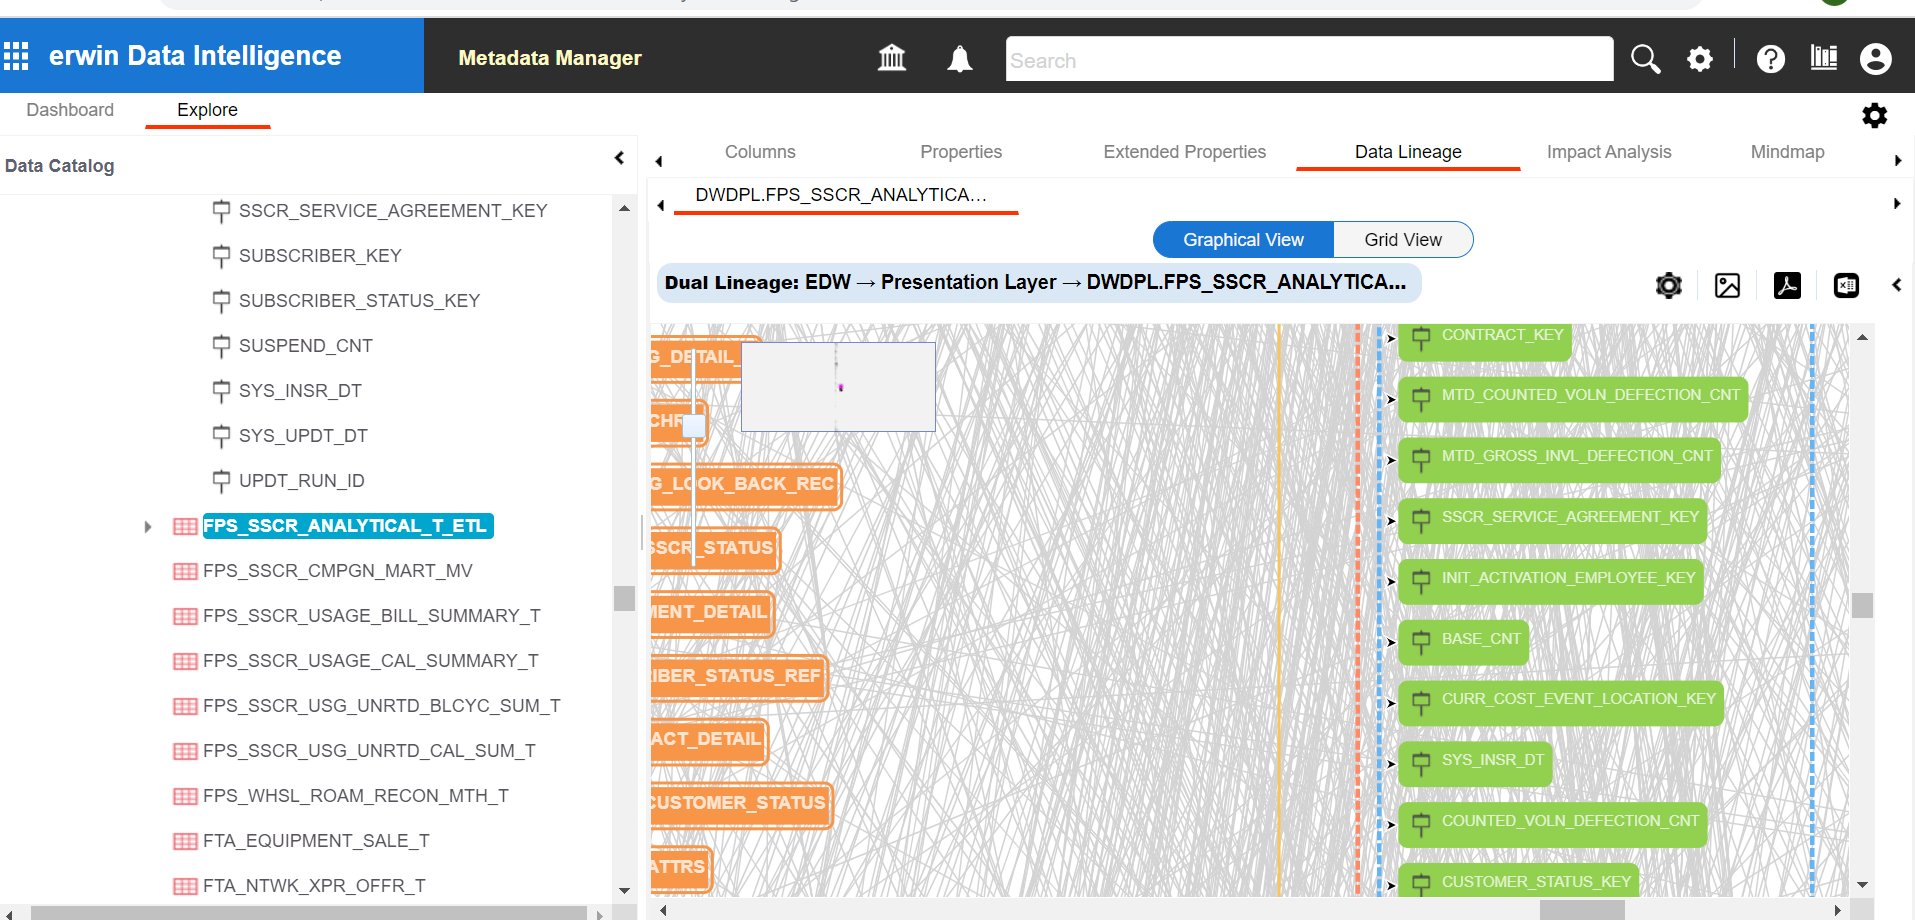 erwin Data Intelligence
Metadata Manager
Search
Dashboard
Explore
Data Catalog
SSCR_SERVICE_AGREEMENT_KEY
SUBSCRIBER_KEY
SUBSCRIBER_STATUS_KEY
SUSPEND_CNT
SYS_INSR_DT
SYS_UPDT_DT
UPDT_RUN_ID
FPS_SSCR_ANALYTICAL_T_ETL
FPS_SSCR_CMPGN_MART_MV
FPS_SSCR_USAGE_BILL_SUMMARY_T
FPS_SSCR_USAGE_CAL_SUMMARY_T
FPS_SSCR_USG_UNRTD_BLCYC_SUM_T
FPS_SSCR_USG_UNRTD_CAL_SUM_T
FPS_WHSL_ROAM_RECON_MTH_T
FTA_EQUIPMENT_SALE_T
FTA_NTWK_XPR_OFFR_T
Columns
Properties
Extended Properties
Data Lineage
Impact Analysis
Mindmap
DWDPL.FPS_SSCR_ANALYTICA...
Graphical View
Grid View
Dual Lineage: EDW → Presentation Layer → DWDPL.FPS_SSCR_ANALYTICA...
G_DETAIL_
CHR
G_LOOK_BACK_REC
SSCR_STATUS
MENT_DETAIL
RIBER_STATUS_REF
ACT_DETAIL
CUSTOMER_STATUS
ATTRS
CONTRACT_KEY
MTD_COUNTED_VOLN_DEFECTION_CNT
MTD_GROSS_INVL_DEFECTION_CNT
SSCR_SERVICE_AGREEMENT_KEY
INIT_ACTIVATION_EMPLOYEE_KEY
BASE_CNT
CURR_COST_EVENT_LOCATION_KEY
SYS_INSR_DT
COUNTED_VOLN_DEFECTION_CNT
CUSTOMER_STATUS_KEY